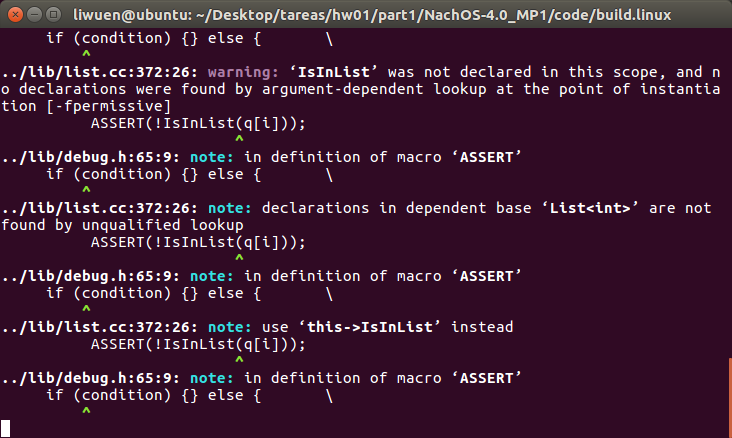 liwuen@ubuntu: ~/Desktop/tareas/hw01/part1/NachOS-4.0_MP1/code/build.linux
if (condition) {} else {       \
^
../lib/list.cc:372:26: warning: ‘IsInList’ was not declared in this scope, and n
o declarations were found by argument-dependent lookup at the point of instantia
tion [-fpermissive]
ASSERT(!IsInList(q[i]));
^
../lib/debug.h:65:9: note: in definition of macro ‘ASSERT’
if (condition) {} else {       \
^
../lib/list.cc:372:26: note: declarations in dependent base ‘List<int>’ are not
found by unqualified lookup
ASSERT(!IsInList(q[i]));
^
../lib/debug.h:65:9: note: in definition of macro ‘ASSERT’
if (condition) {} else {       \
^
../lib/list.cc:372:26: note: use ‘this->IsInList’ instead
ASSERT(!IsInList(q[i]));
^
../lib/debug.h:65:9: note: in definition of macro ‘ASSERT’
if (condition) {} else {       \
^